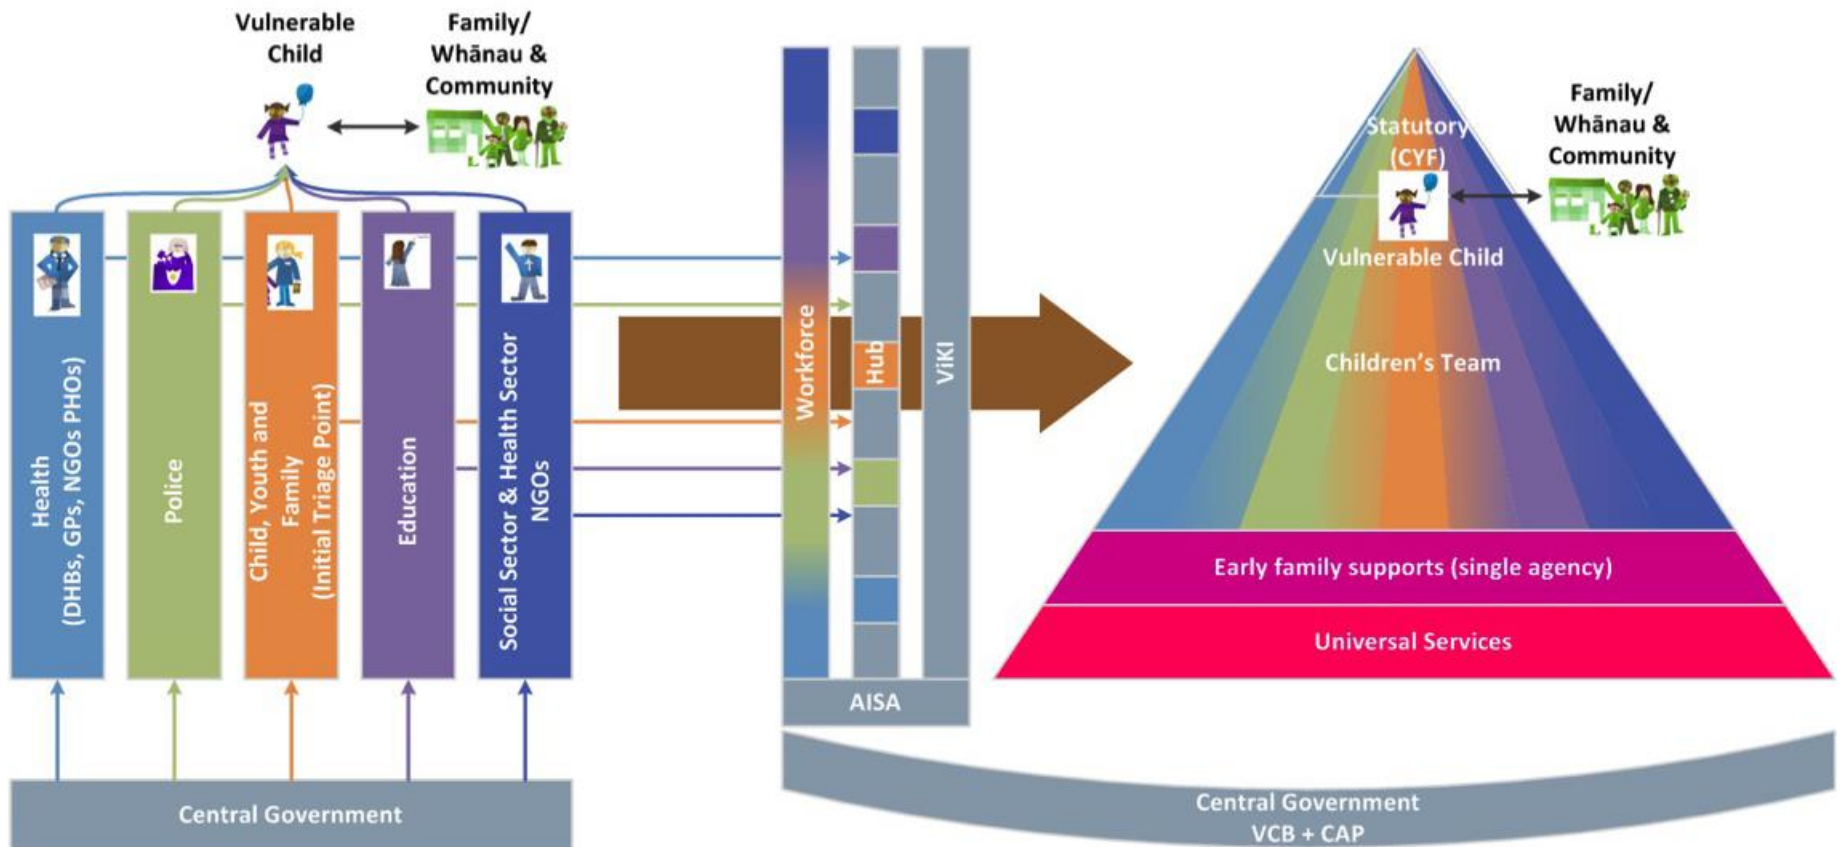 Vulnerable
Child
Family/
Whānau &
Community
Health
(DHBs, GPs, NGOs PHOs)
Police
Child, Youth and
Family
(Initial Triage Point)
Education
Social Sector & Health Sector
NGOs
Central Government
Workforce
Hub
ViKI
AISA
Statutory
(CYF)
Vulnerable Child
Family/
Whānau &
Community
Children's Team
Early family supports (single agency)
Universal Services
Central Government
VCB + CAP